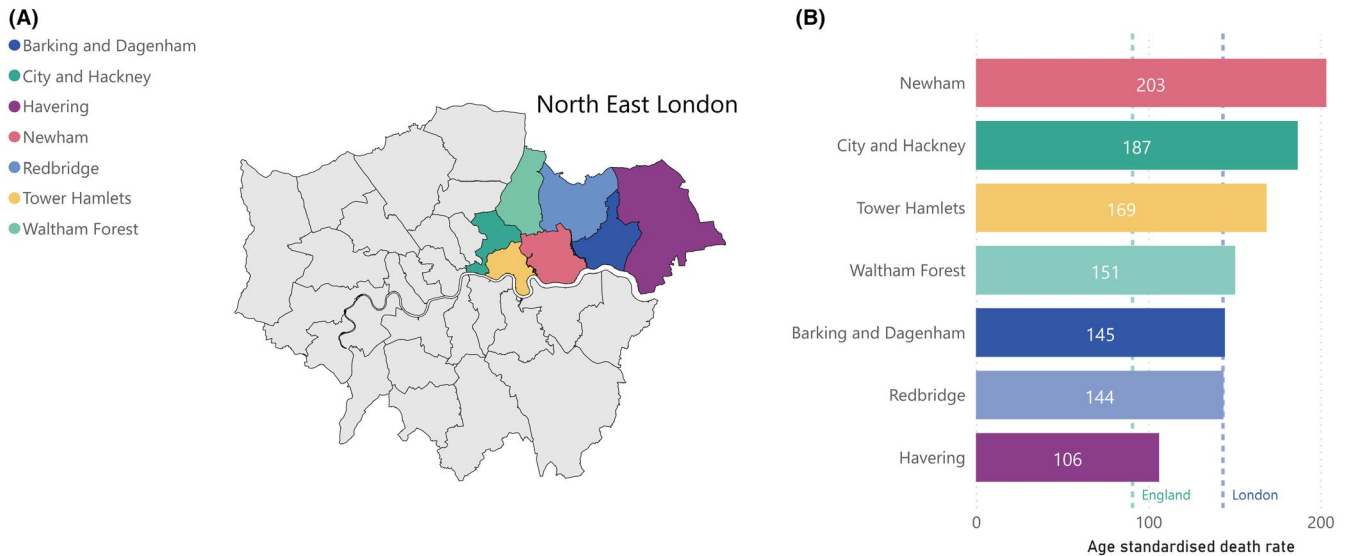 (A)
Barking and Dagenham
City and Hackney
Havering
Newham
Redbridge
Tower Hamlets
Waltham Forest
North East London
(B)
Newham 203
City and Hackney 187
Tower Hamlets 169
Waltham Forest 151
Barking and Dagenham 145
Redbridge 144
Havering 106
England London
0 100 200
Age standardised death rate